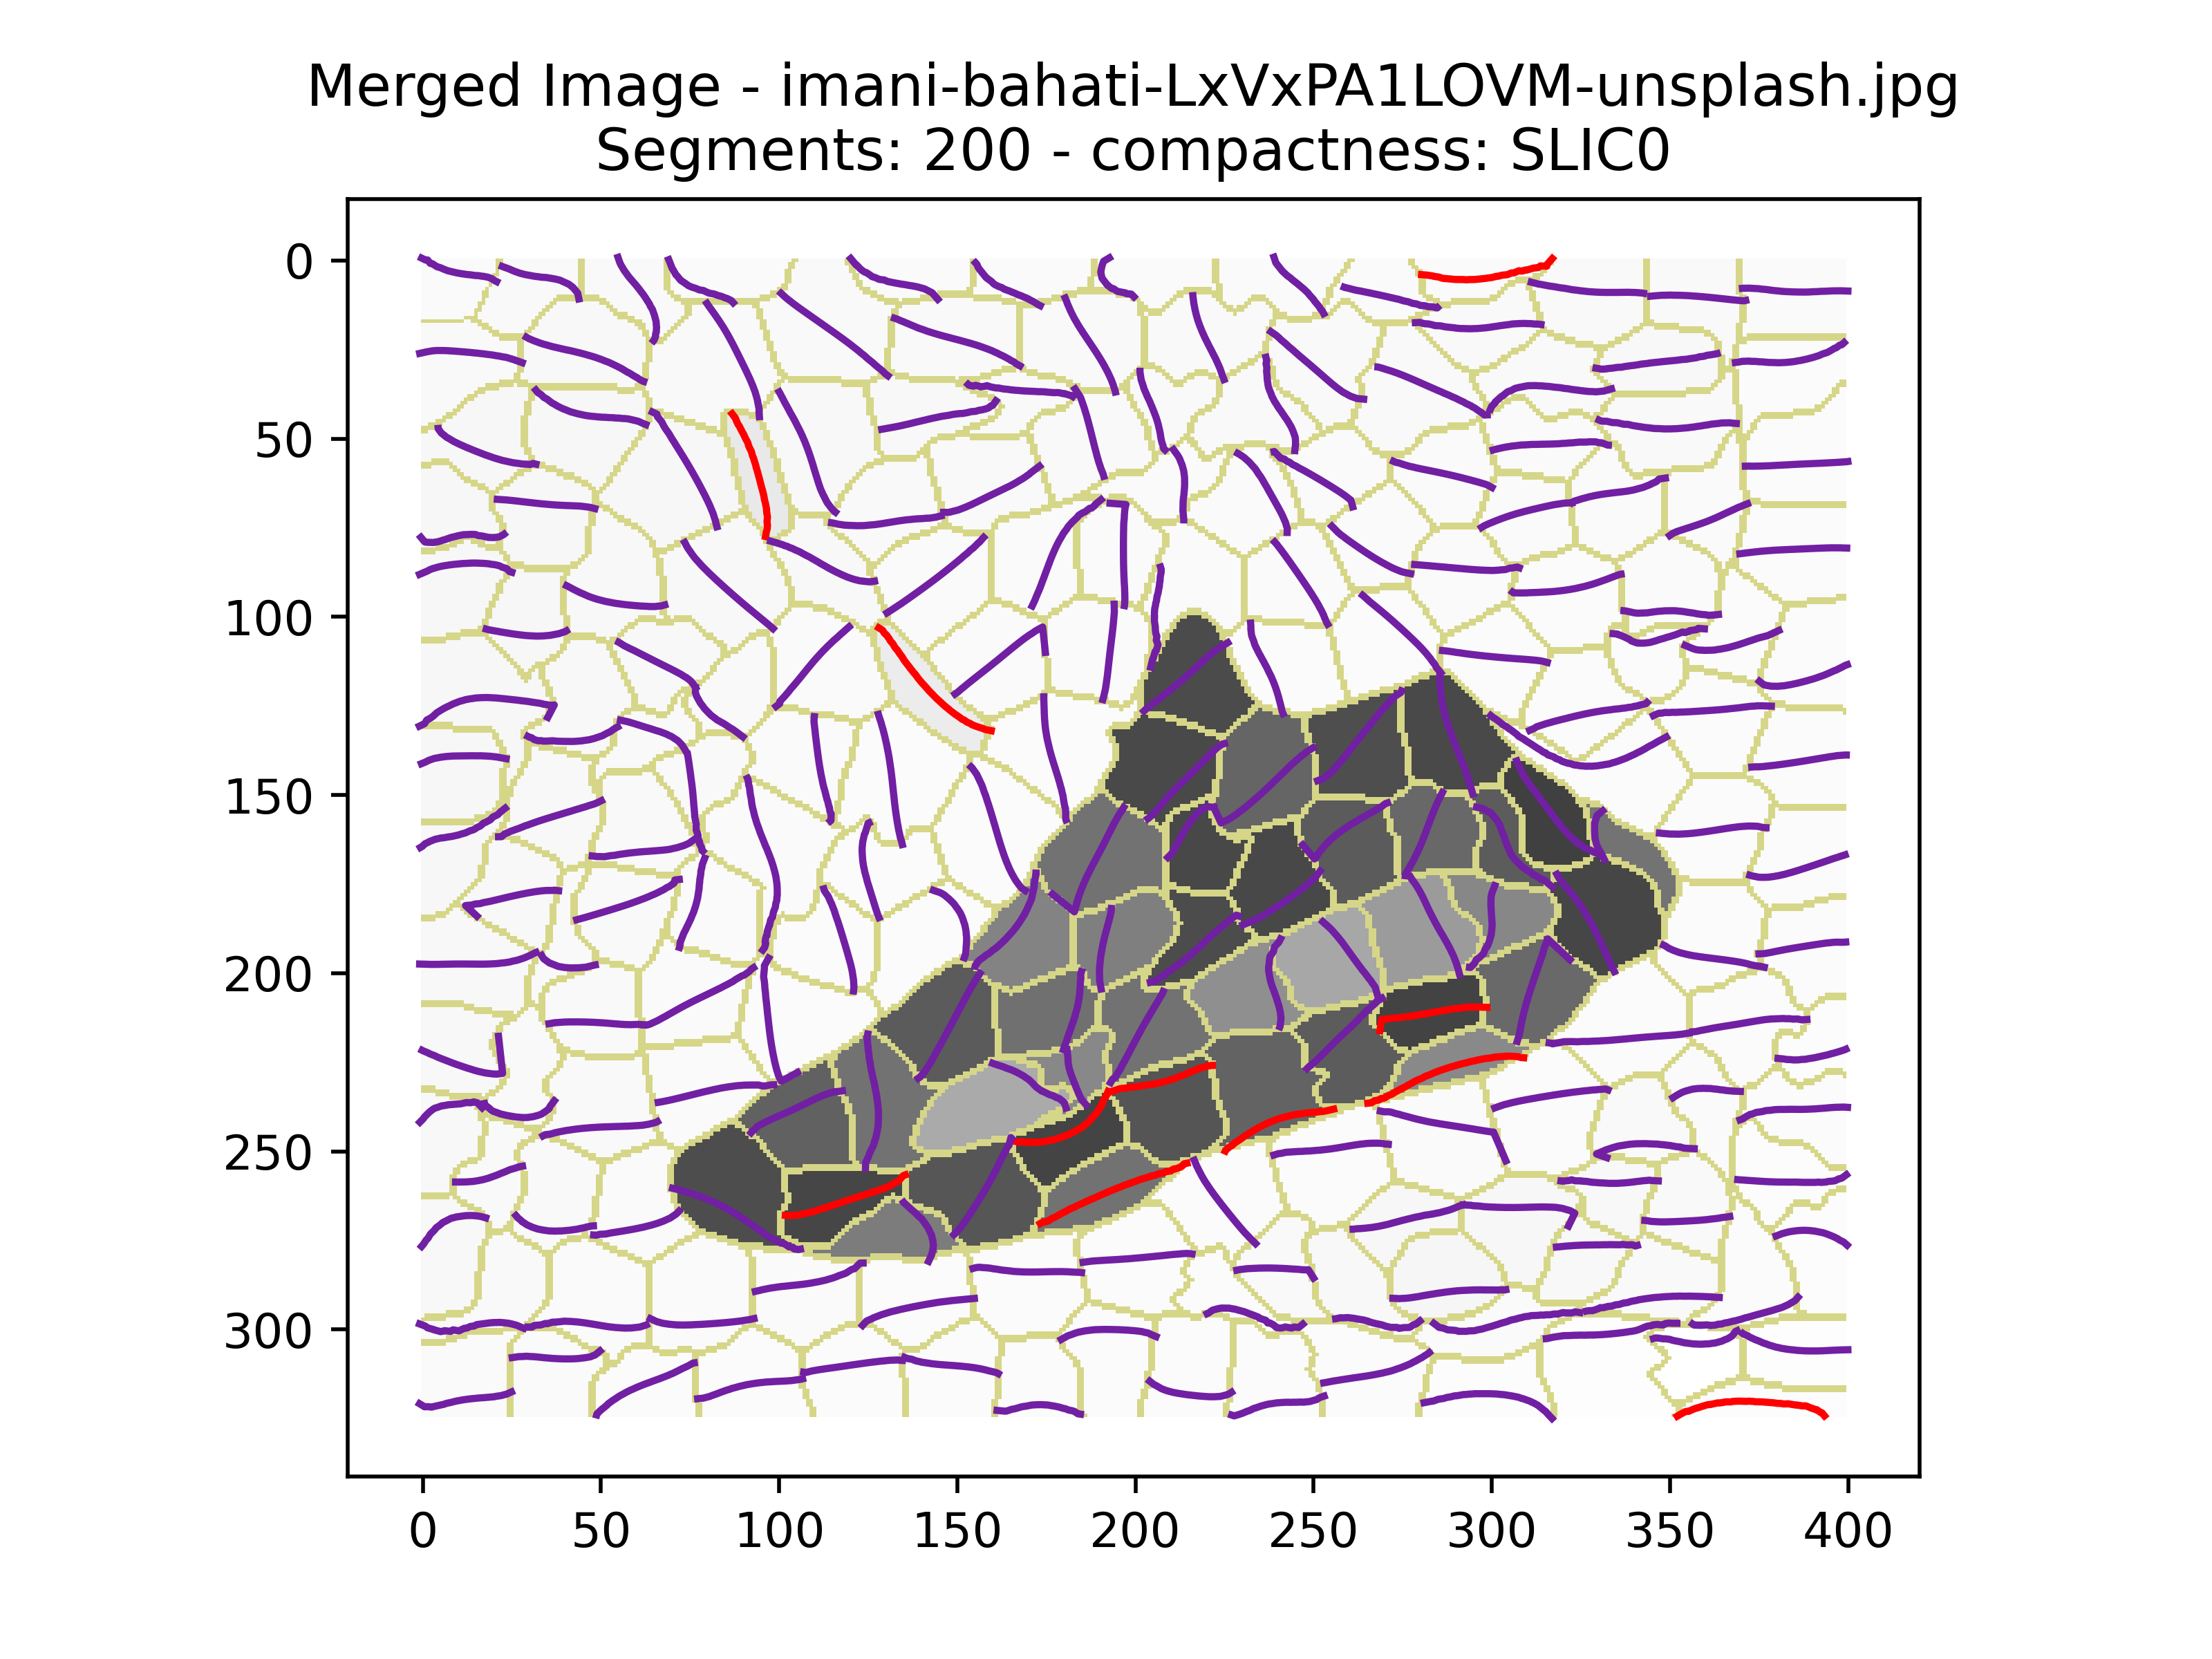 Merged Image - imani-bahati-LxVxPA1LOVM-unsplash.jpg
Segments: 200 - compactness: SLIC0
0
50
100
150
200
250
300
0 50 100 150 200 250 300 350 400